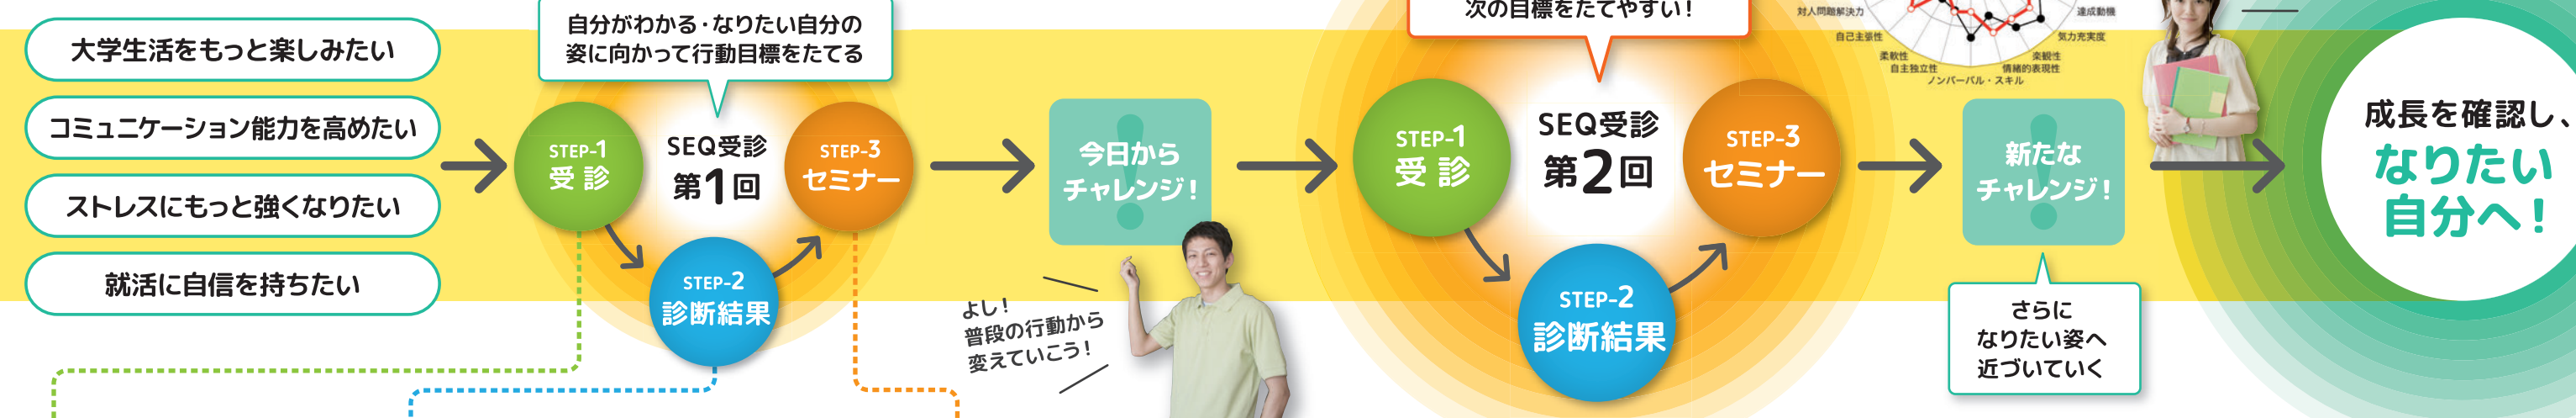 大学生活をもっと楽しみたい
コミュニケーション能力を高めたい
ストレスにもっと強くなりたい
就活に自信を持ちたい
自分がわかる・なりたい自分の
姿に向かって行動目標をたてる
SEQ受診
第1回
STEP-1
受診
STEP-2
診断結果
STEP-3
セミナー
今日から
チャレンジ!
よし!
普段の行動から
変えていこう!
次の目標をたてやすい!
SEQ受診
第2回
STEP-1
受診
STEP-2
診断結果
STEP-3
セミナー
対人問題解決力
自己主張性
柔軟性
自主独立性
ノンバーバル・スキル
情緒的表現性
楽観性
気力充実度
達成動機
新たな
チャレンジ!
さらに
なりたい姿へ
近づいていく
成長を確認し、
なりたい
自分へ!